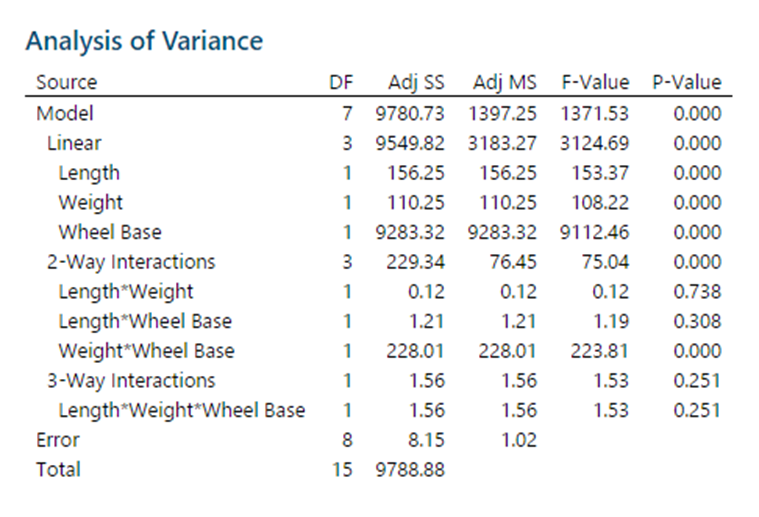 Analysis of Variance
Source DF Adj SS Adj MS F-Value P-Value
Model 7 9780.73 1397.25 1371.53 0.000
Linear 3 9549.82 3183.27 3124.69 0.000
Length 1 156.25 156.25 153.37 0.000
Weight 1 110.25 110.25 108.22 0.000
Wheel Base 1 9283.32 9283.32 9112.46 0.000
2-Way Interactions 3 229.34 76.45 75.04 0.000
Length*Weight 1 0.12 0.12 0.12 0.738
Length*Wheel Base 1 1.21 1.21 1.19 0.308
Weight*Wheel Base 1 228.01 228.01 223.81 0.000
3-Way Interactions 1 1.56 1.56 1.53 0.251
Length*Weight*Wheel Base 1 1.56 1.56 1.53 0.251
Error 8 8.15 1.02
Total 15 9788.88